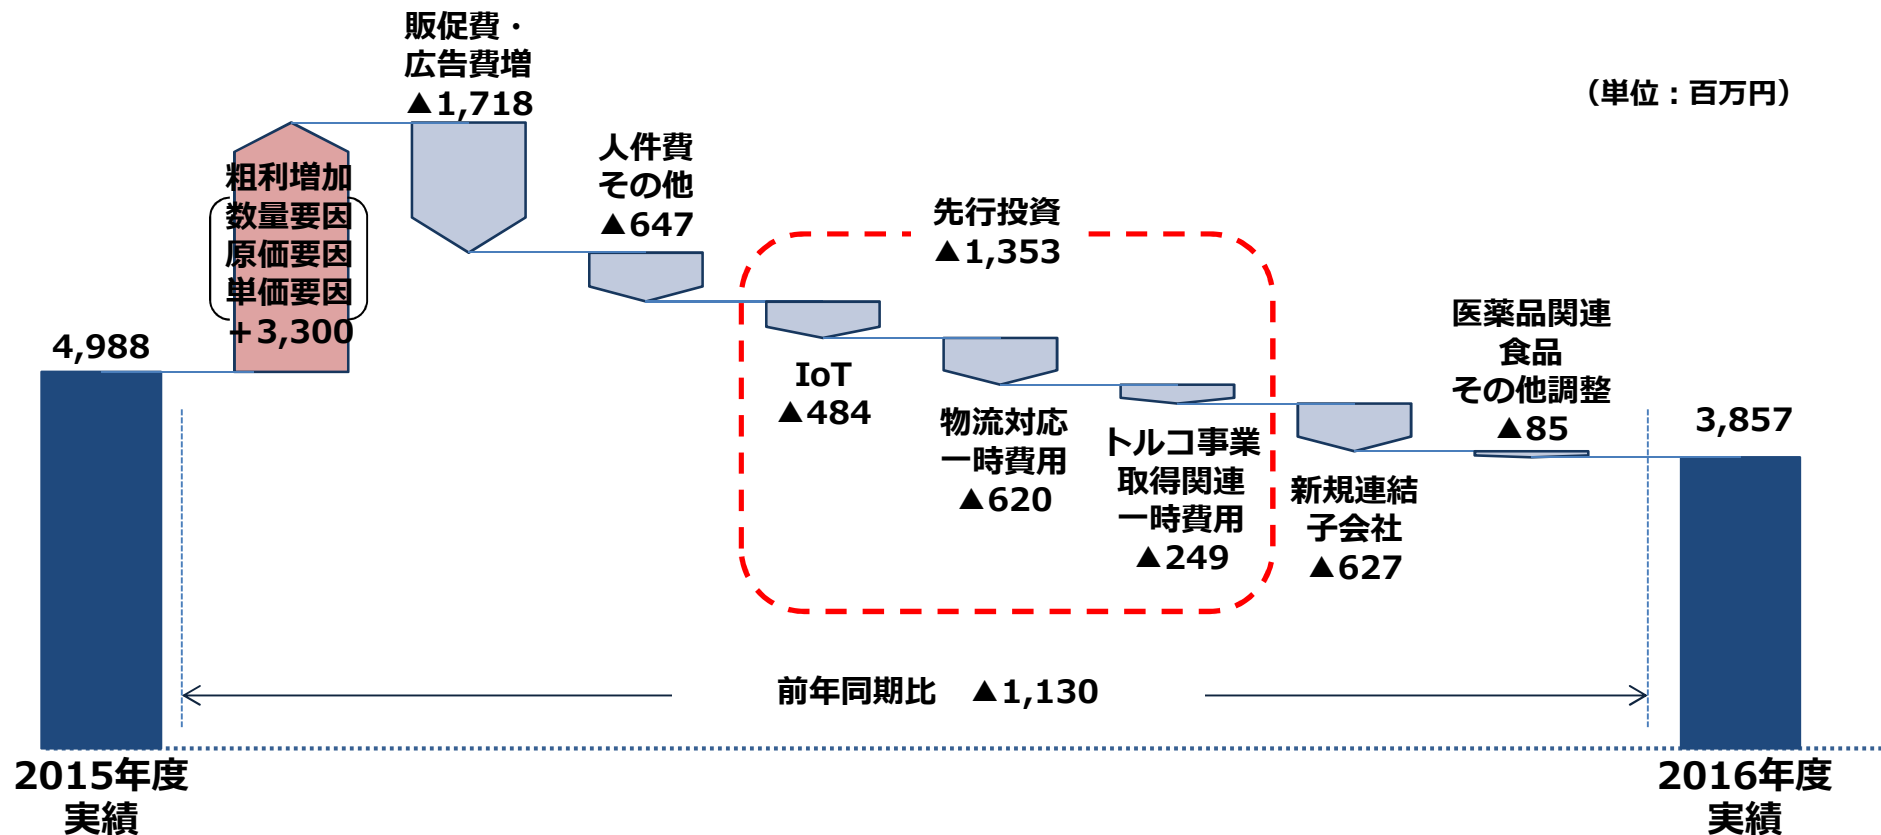 販促費・
広告費増
▲1,718
（単位：百万円）
粗利増加
数量要因
原価要因
単価要因
＋3,300
人件費
その他
▲647
先行投資
▲1,353
4,988
IoT
▲484
物流対応
一時費用
▲620
トルコ事業
取得関連
一時費用
▲249
新規連結
子会社
▲627
医薬品関連
食品
その他調整
▲85
3,857
前年同期比　▲1,130
2015年度
実績
2016年度
実績